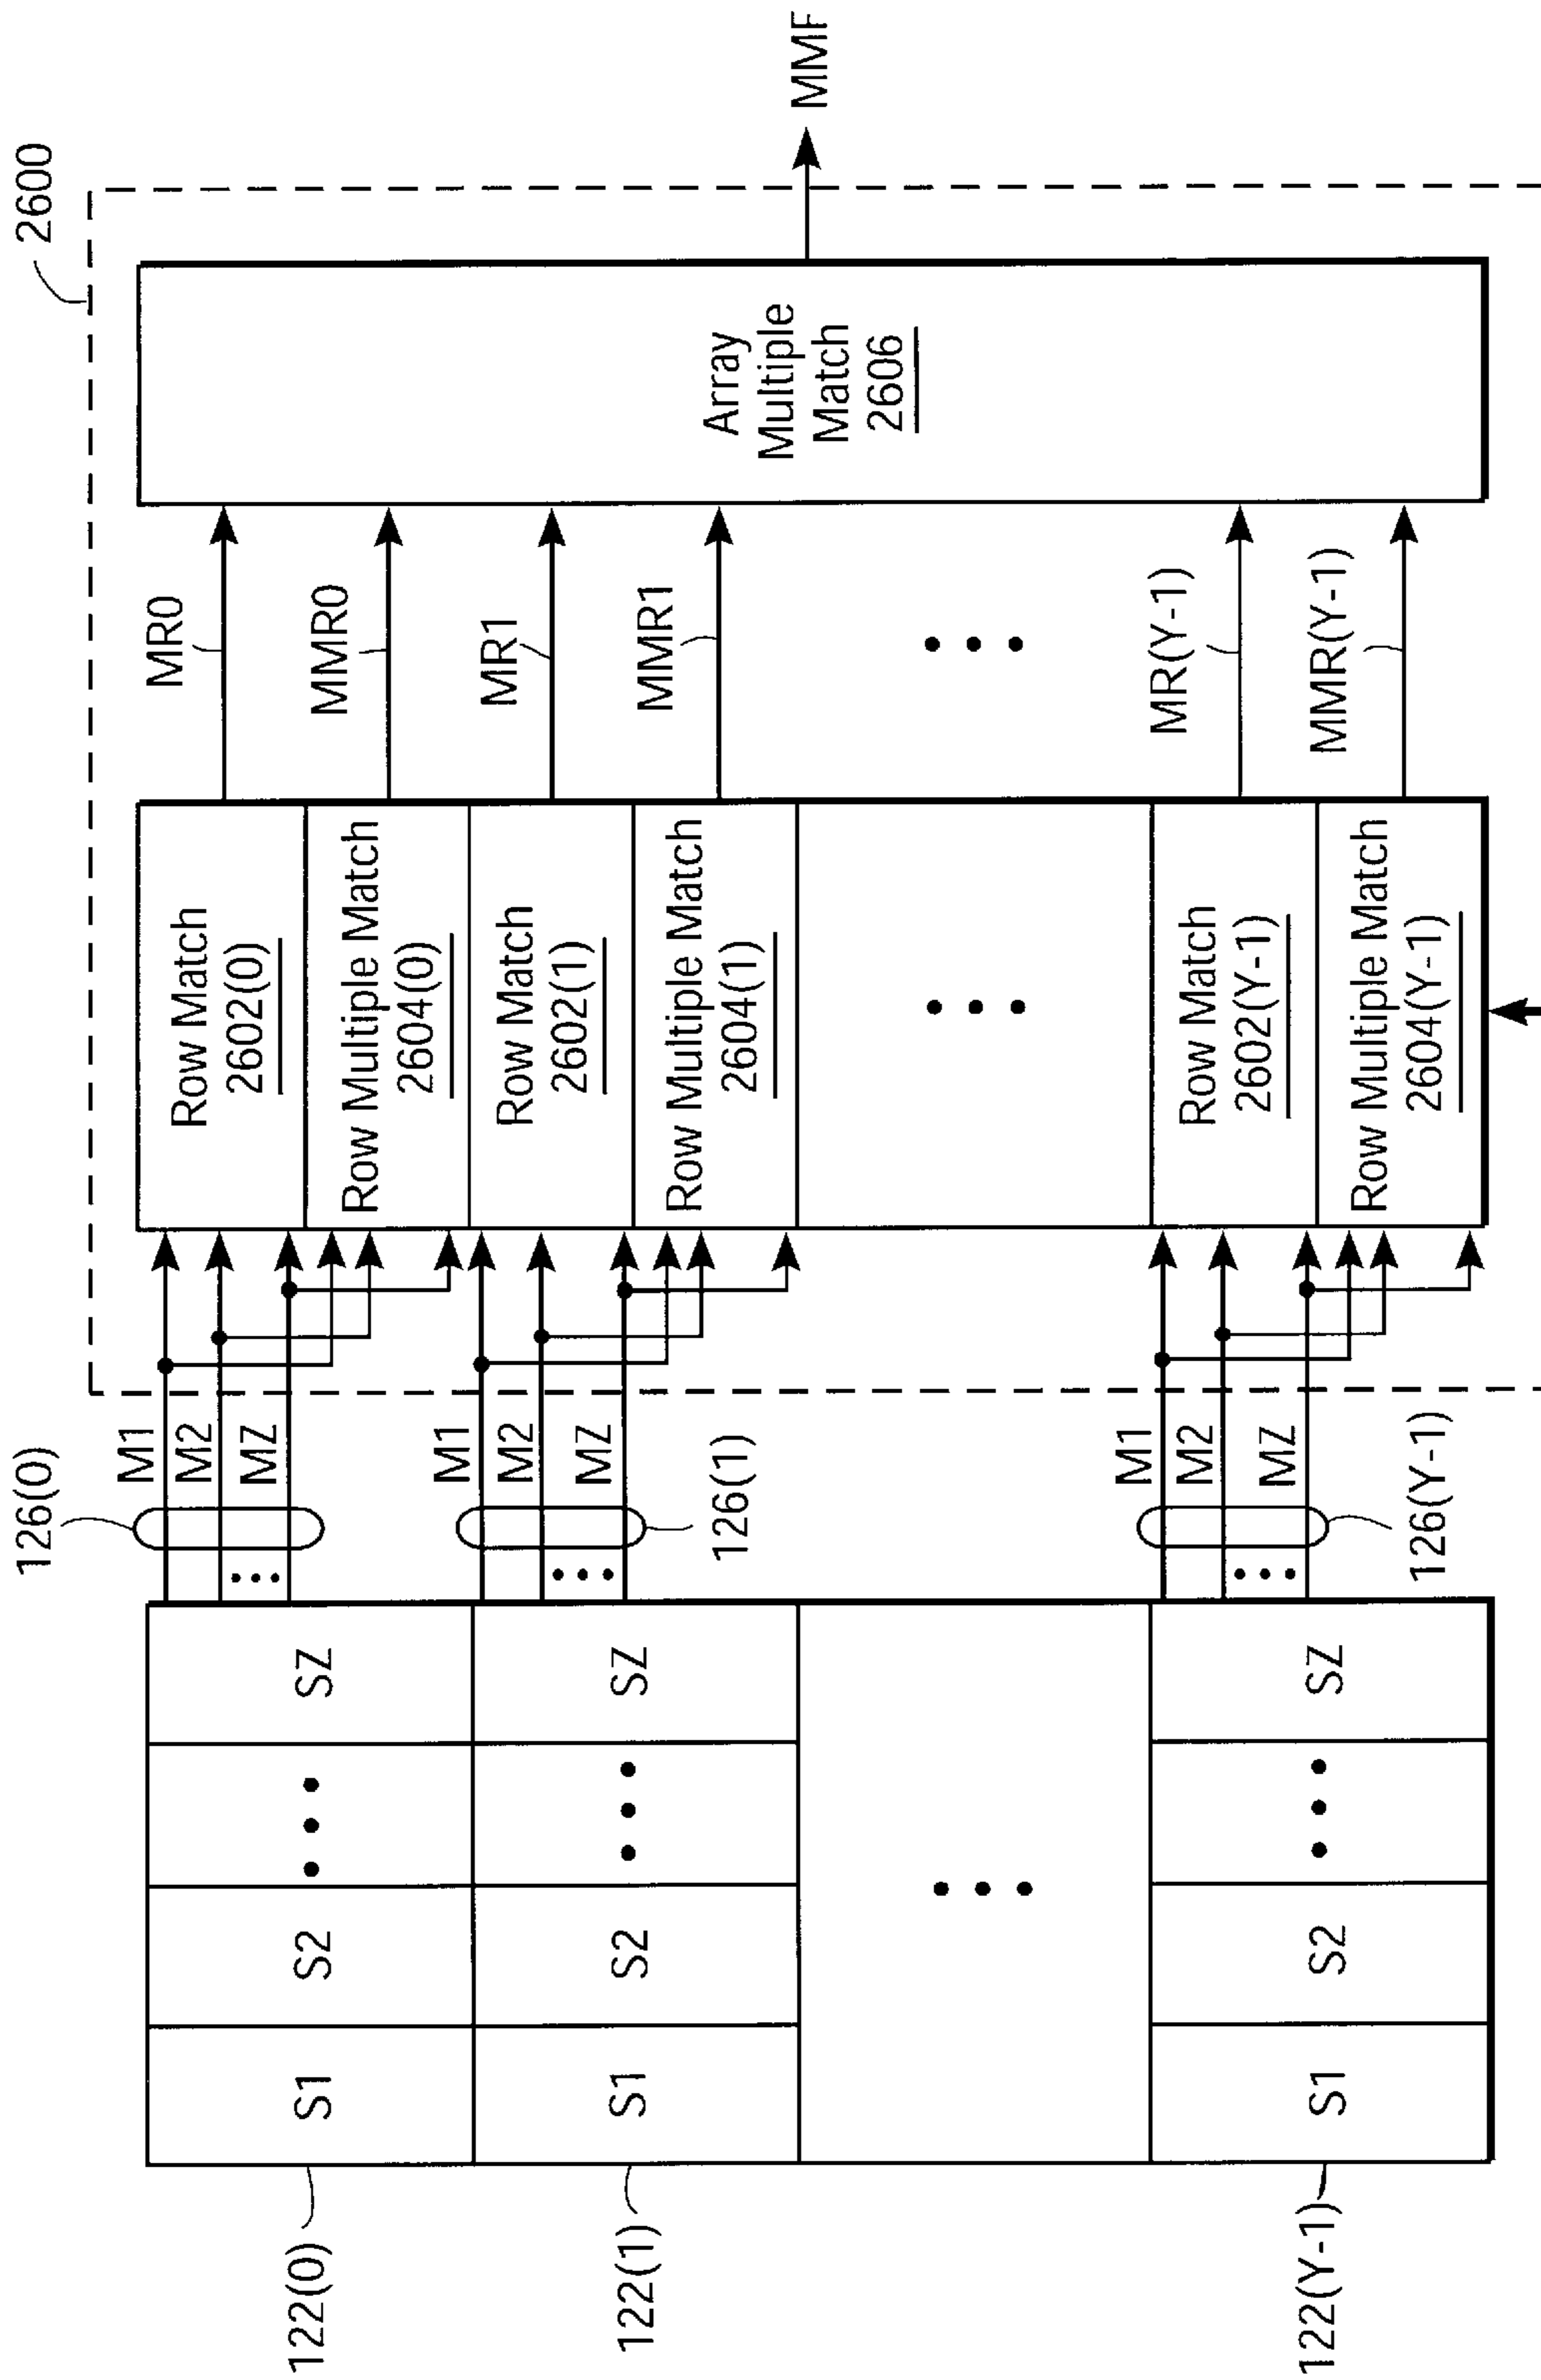 2600
MMF
Array
Multiple
Match
2606
MR0
MMR0
MR1
MMR1
MR(Y-1)
MMR(Y-1)
Row Match
2602(0)
Row Multiple Match
2604(0)
Row Match
2602(1)
Row Multiple Match
2604(1)
Row Match
2602(Y-1)
Row Multiple Match
2604(Y-1)
126(0)
M1
M2
MZ
M1
M2
MZ
126(1)
M1
M2
MZ
126(Y-1)
S1 S2 SZ
S1 S2 SZ
S1 S2 SZ
122(0)
122(1)
122(Y-1)